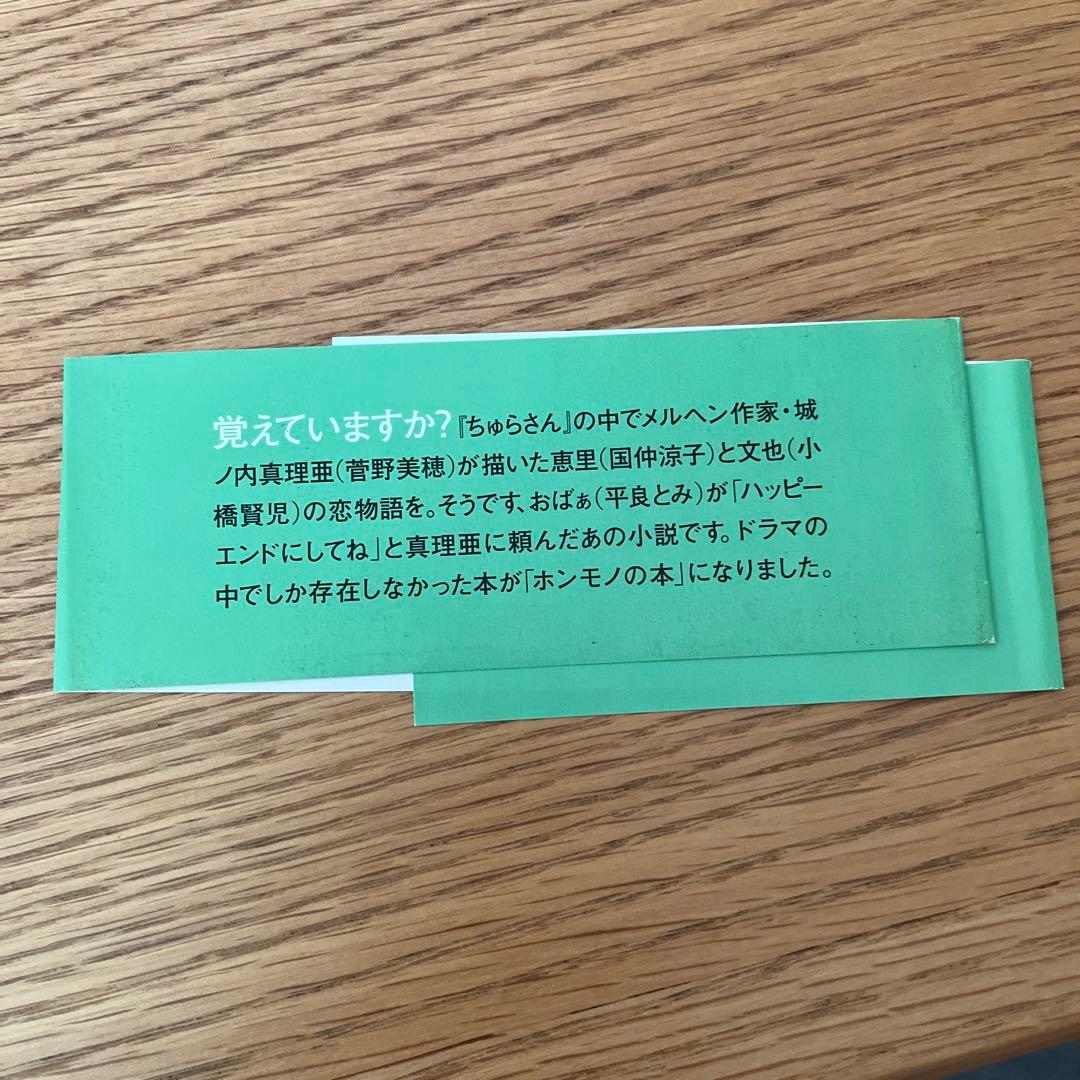 覚えていますか?『ちゅらさん』の中でメルヘン作家・城
ノ内真理亜(菅野美穂)が描いた恵里(国仲涼子)と文也(小
橋賢児)の恋物語を。そうです、おばぁ(平良とみ)が「ハッピー
エンドにしてね」と真理亜に頼んだあの小説です。ドラマの
中でしか存在しなかった本が「ホンモノの本」になりました。